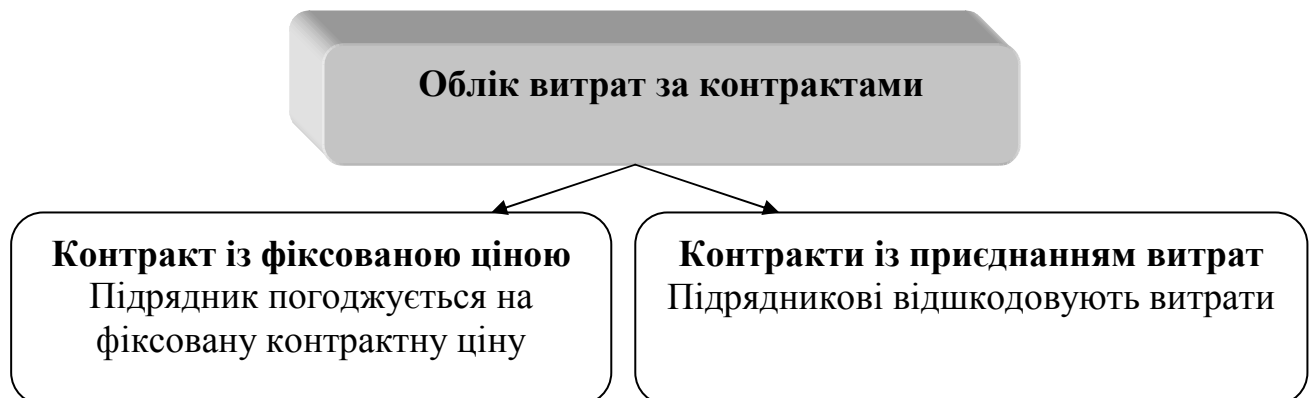 Облік витрат за контрактами
Контракт із фіксованою ціною
Підрядник погоджується на
фіксовану контрактну ціну
Контракти із приєднанням витрат
Підрядникові відшкодовують витрати